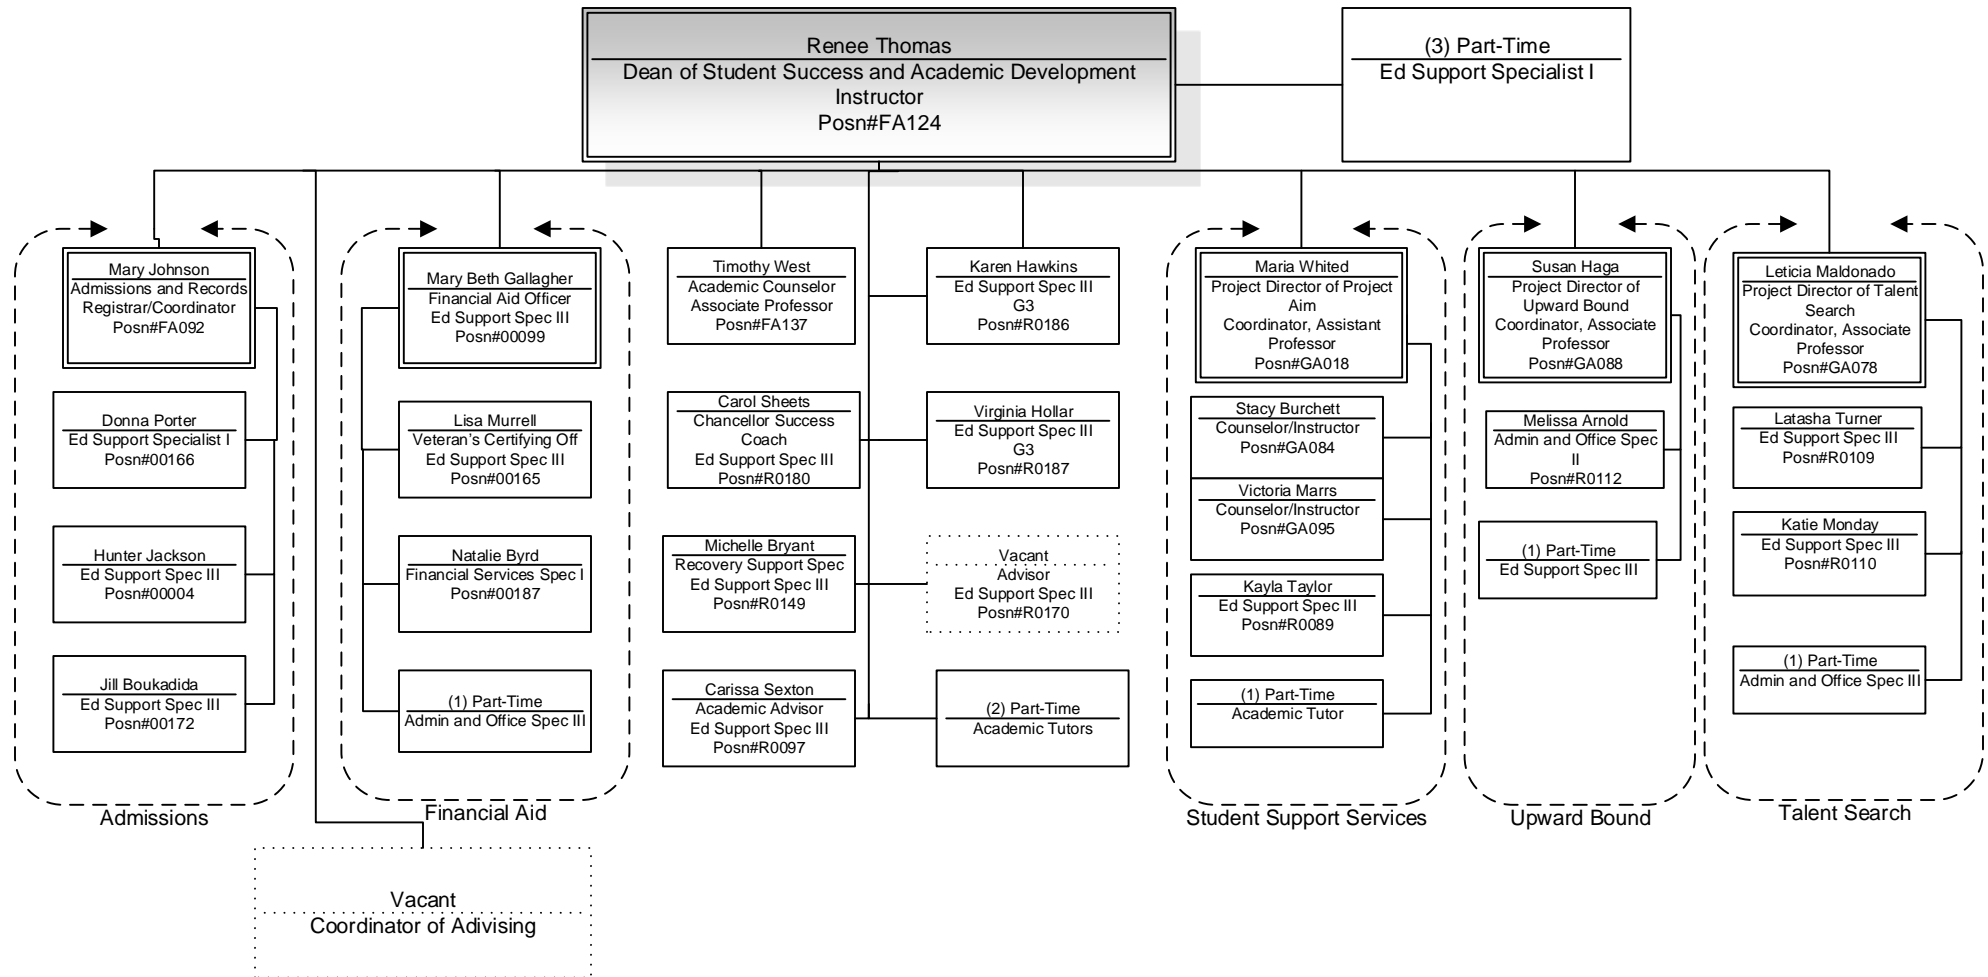 Renee Thomas
Dean of Student Success and Academic Development
Instructor
Posn#FA124
(3) Part-Time
Ed Support Specialist I
Mary Johnson
Admissions and Records
Registrar/Coordinator
Posn#FA092
Donna Porter
Ed Support Specialist I
Posn#00166
Hunter Jackson
Ed Support Spec III
Posn#00004
Jill Boukadida
Ed Support Spec III
Posn#00172
Admissions
Mary Beth Gallagher
Financial Aid Officer
Ed Support Spec III
Posn#00099
Lisa Murrell
Veteran's Certifying Off
Ed Support Spec III
Posn#00165
Natalie Byrd
Financial Services Spec I
Posn#00187
(1) Part-Time
Admin and Office Spec III
Financial Aid
Vacant
Coordinator of Adivising
Timothy West
Academic Counselor
Associate Professor
Posn#FA137
Carol Sheets
Chancellor Success
Coach
Ed Support Spec III
Posn#R0180
Michelle Bryant
Recovery Support Spec
Ed Support Spec III
Posn#R0149
Carissa Sexton
Academic Advisor
Ed Support Spec III
Posn#R0097
Karen Hawkins
Ed Support Spec III
G3
Posn#R0186
Virginia Hollar
Ed Support Spec III
G3
Posn#R0187
Vacant
Advisor
Ed Support Spec III
Posn#R0170
(2) Part-Time
Academic Tutors
Maria Whited
Project Director of Project
Aim
Coordinator, Assistant
Professor
Posn#GA018
Stacy Burchett
Counselor/Instructor
Posn#GA084
Victoria Marrs
Counselor/Instructor
Posn#GA095
Kayla Taylor
Ed Support Spec III
Posn#R0089
(1) Part-Time
Academic Tutor
Student Support Services
Susan Haga
Project Director of
Upward Bound
Coordinator, Associate
Professor
Posn#GA088
Melissa Arnold
Admin and Office Spec
II
Posn#R0112
(1) Part-Time
Ed Support Spec III
Upward Bound
Leticia Maldonado
Project Director of Talent
Search
Coordinator, Associate
Professor
Posn#GA078
Latasha Turner
Ed Support Spec III
Posn#R0109
Katie Monday
Ed Support Spec III
Posn#R0110
(1) Part-Time
Admin and Office Spec III
Talent Search